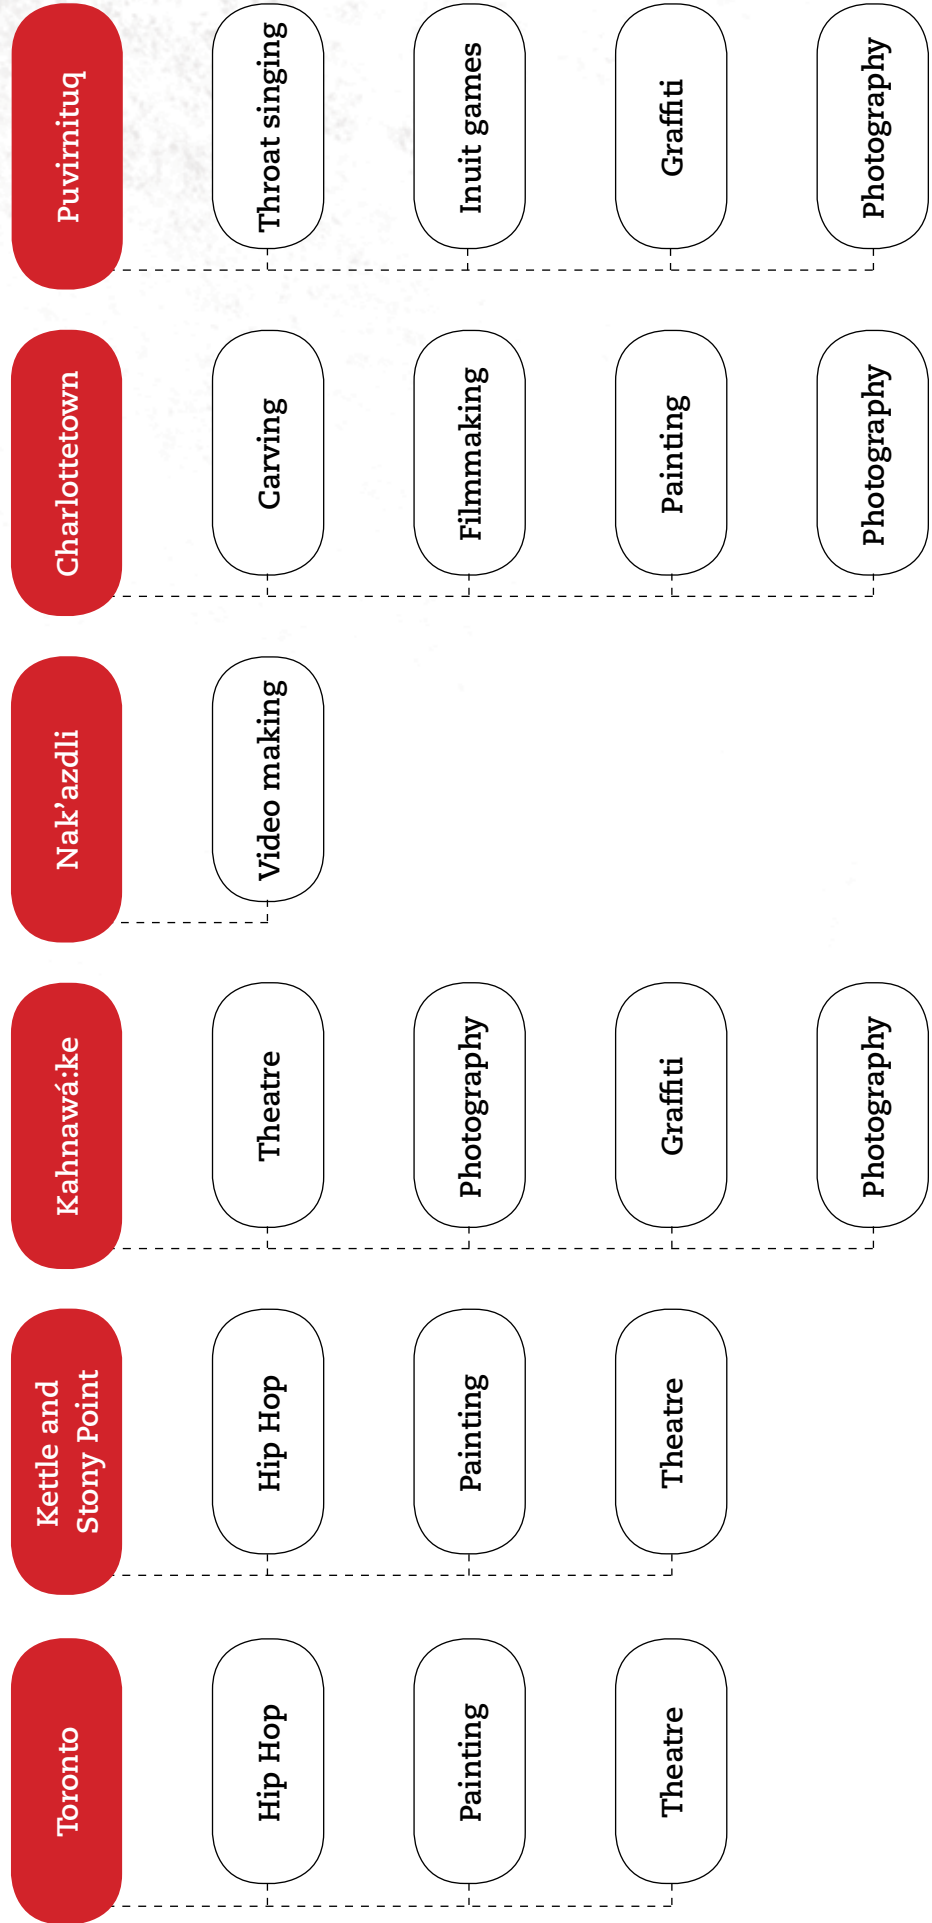 Toronto
Hip Hop
Painting
Theatre
Kettle and
Stony Point
Hip Hop
Painting
Theatre
Kahnawá:ke
Theatre
Photography
Graffiti
Photography
Nak’azdli
Video making
Charlottetown
Carving
Filmmaking
Painting
Photography
Puvirnituq
Throat singing
Inuit games
Graffiti
Photography